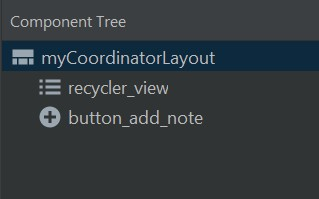 Component Tree
myCoordinatorLayout
recycler_view
button_add_note